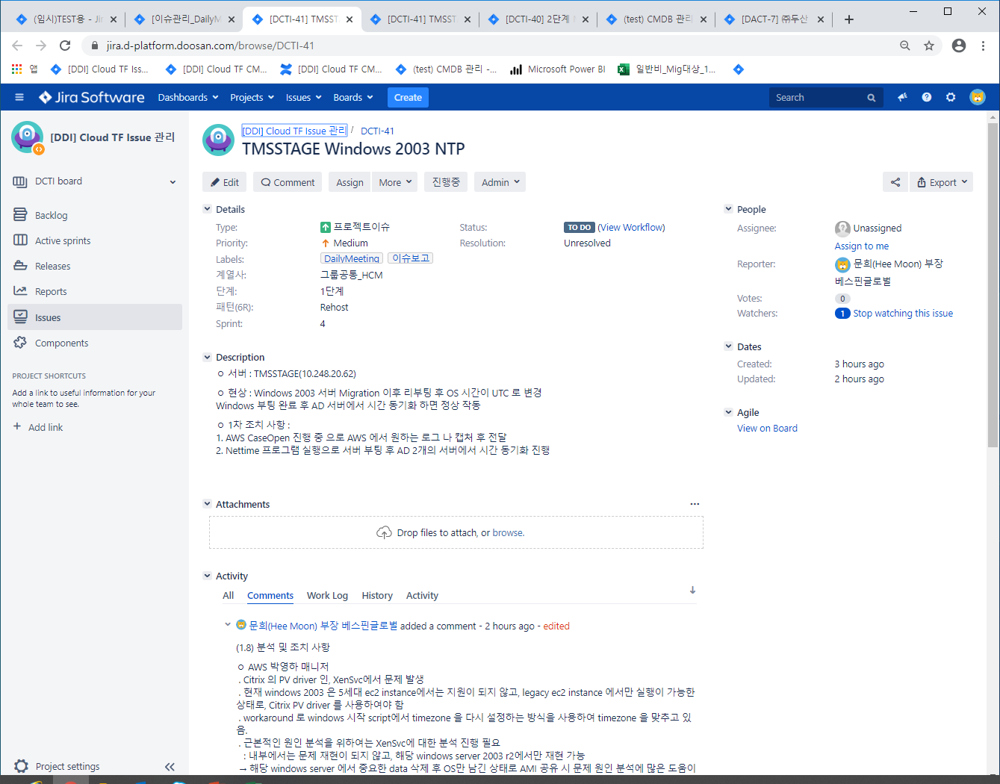 (임시)TEST용 - Jir
[이슈관리_DailyM
[DCTI-41] TMSST
[DCTI-41] TMSST
[DCTI-40] 2단계
(test) CMDB 관리
[DACT-7] ㈜두산
jira.d-platform.doosan.com/browse/DCTI-41
앱
[DDI] Cloud TF Iss...
[DDI] Cloud TF CM...
[DDI] Cloud TF CM...
(test) CMDB 관리 -...
Microsoft Power BI
일반비_Mig대상_1...
Jira Software
Dashboards
Projects
Issues
Boards
Create
Search
[DDI] Cloud TF Issue 관리
DCTI board
Backlog
Active sprints
Releases
Reports
Issues
Components
PROJECT SHORTCUTS
Add a link to useful information for your
whole team to see.
+ Add link
Project settings
[DDI] Cloud TF Issue 관리 / DCTI-41
TMSSTAGE Windows 2003 NTP
Edit
Comment
Assign
More
진행중
Admin
Export
Details
Type: 프로젝트이슈
Status: TO DO (View Workflow)
Priority: Medium
Resolution: Unresolved
Labels: DailyMeeting 이슈보고
계열사: 그룹공통_HCM
단계: 1단계
패턴(6R): Rehost
Sprint: 4
People
Assignee: Unassigned
Assign to me
Reporter: 문희(Hee Moon) 부장
베스핀글로벌
Votes: 0
Watchers: 1 Stop watching this issue
Dates
Created: 3 hours ago
Updated: 2 hours ago
Agile
View on Board
Description
ㅇ 서버 : TMSSTAGE(10.248.20.62)
ㅇ 현상 : Windows 2003 서버 Migration 이후 리부팅 후 OS 시간이 UTC 로 변경
Windows 부팅 완료 후 AD 서버에서 시간 동기화 하면 정상 작동
ㅇ 1차 조치 사항 :
1. AWS CaseOpen 진행 중 으로 AWS 에서 원하는 로그 나 캡처 후 전달
2. Nettime 프로그램 실행으로 서버 부팅 후 AD 2개의 서버에서 시간 동기화 진행
Attachments
Drop files to attach, or browse.
Activity
All
Comments
Work Log
History
Activity
문희(Hee Moon) 부장 베스핀글로벌 added a comment - 2 hours ago - edited
(1.8) 분석 및 조치 사항
ㅇ AWS 박영하 매니저
. Citrix 의 PV driver 인, XenSvc에서 문제 발생
. 현재 windows 2003 은 5세대 ec2 instance에서는 지원이 되지 않고, legacy ec2 instance 에서만 실행이 가능한
상태로, Citrix PV driver 를 사용하여야 함
. workaround 로 windows 시작 script에서 timezone 을 다시 설정하는 방식을 사용하여 timezone 을 맞추고 있
음.
. 근본적인 원인 분석을 위하여는 XenSvc에 대한 분석 진행 필요
: 내부에서는 문제 재현이 되지 않고, 해당 windows server 2003 r2에서만 재현 가능
→ 해당 windows server 에서 중요한 data 삭제 후 OS만 남긴 상태로 AMI 공유 시 문제 원인 분석에 많은 도움이